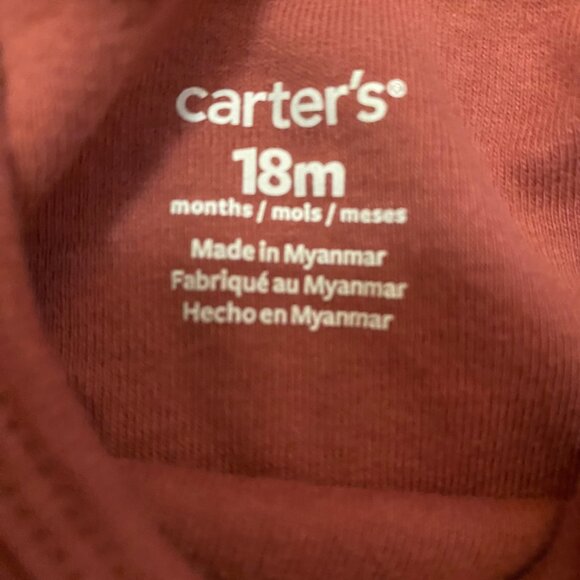 carter's®
18m
months / mois / meses
Made in Myanmar
Fabriqué au Myanmar
Hecho en Myanmar